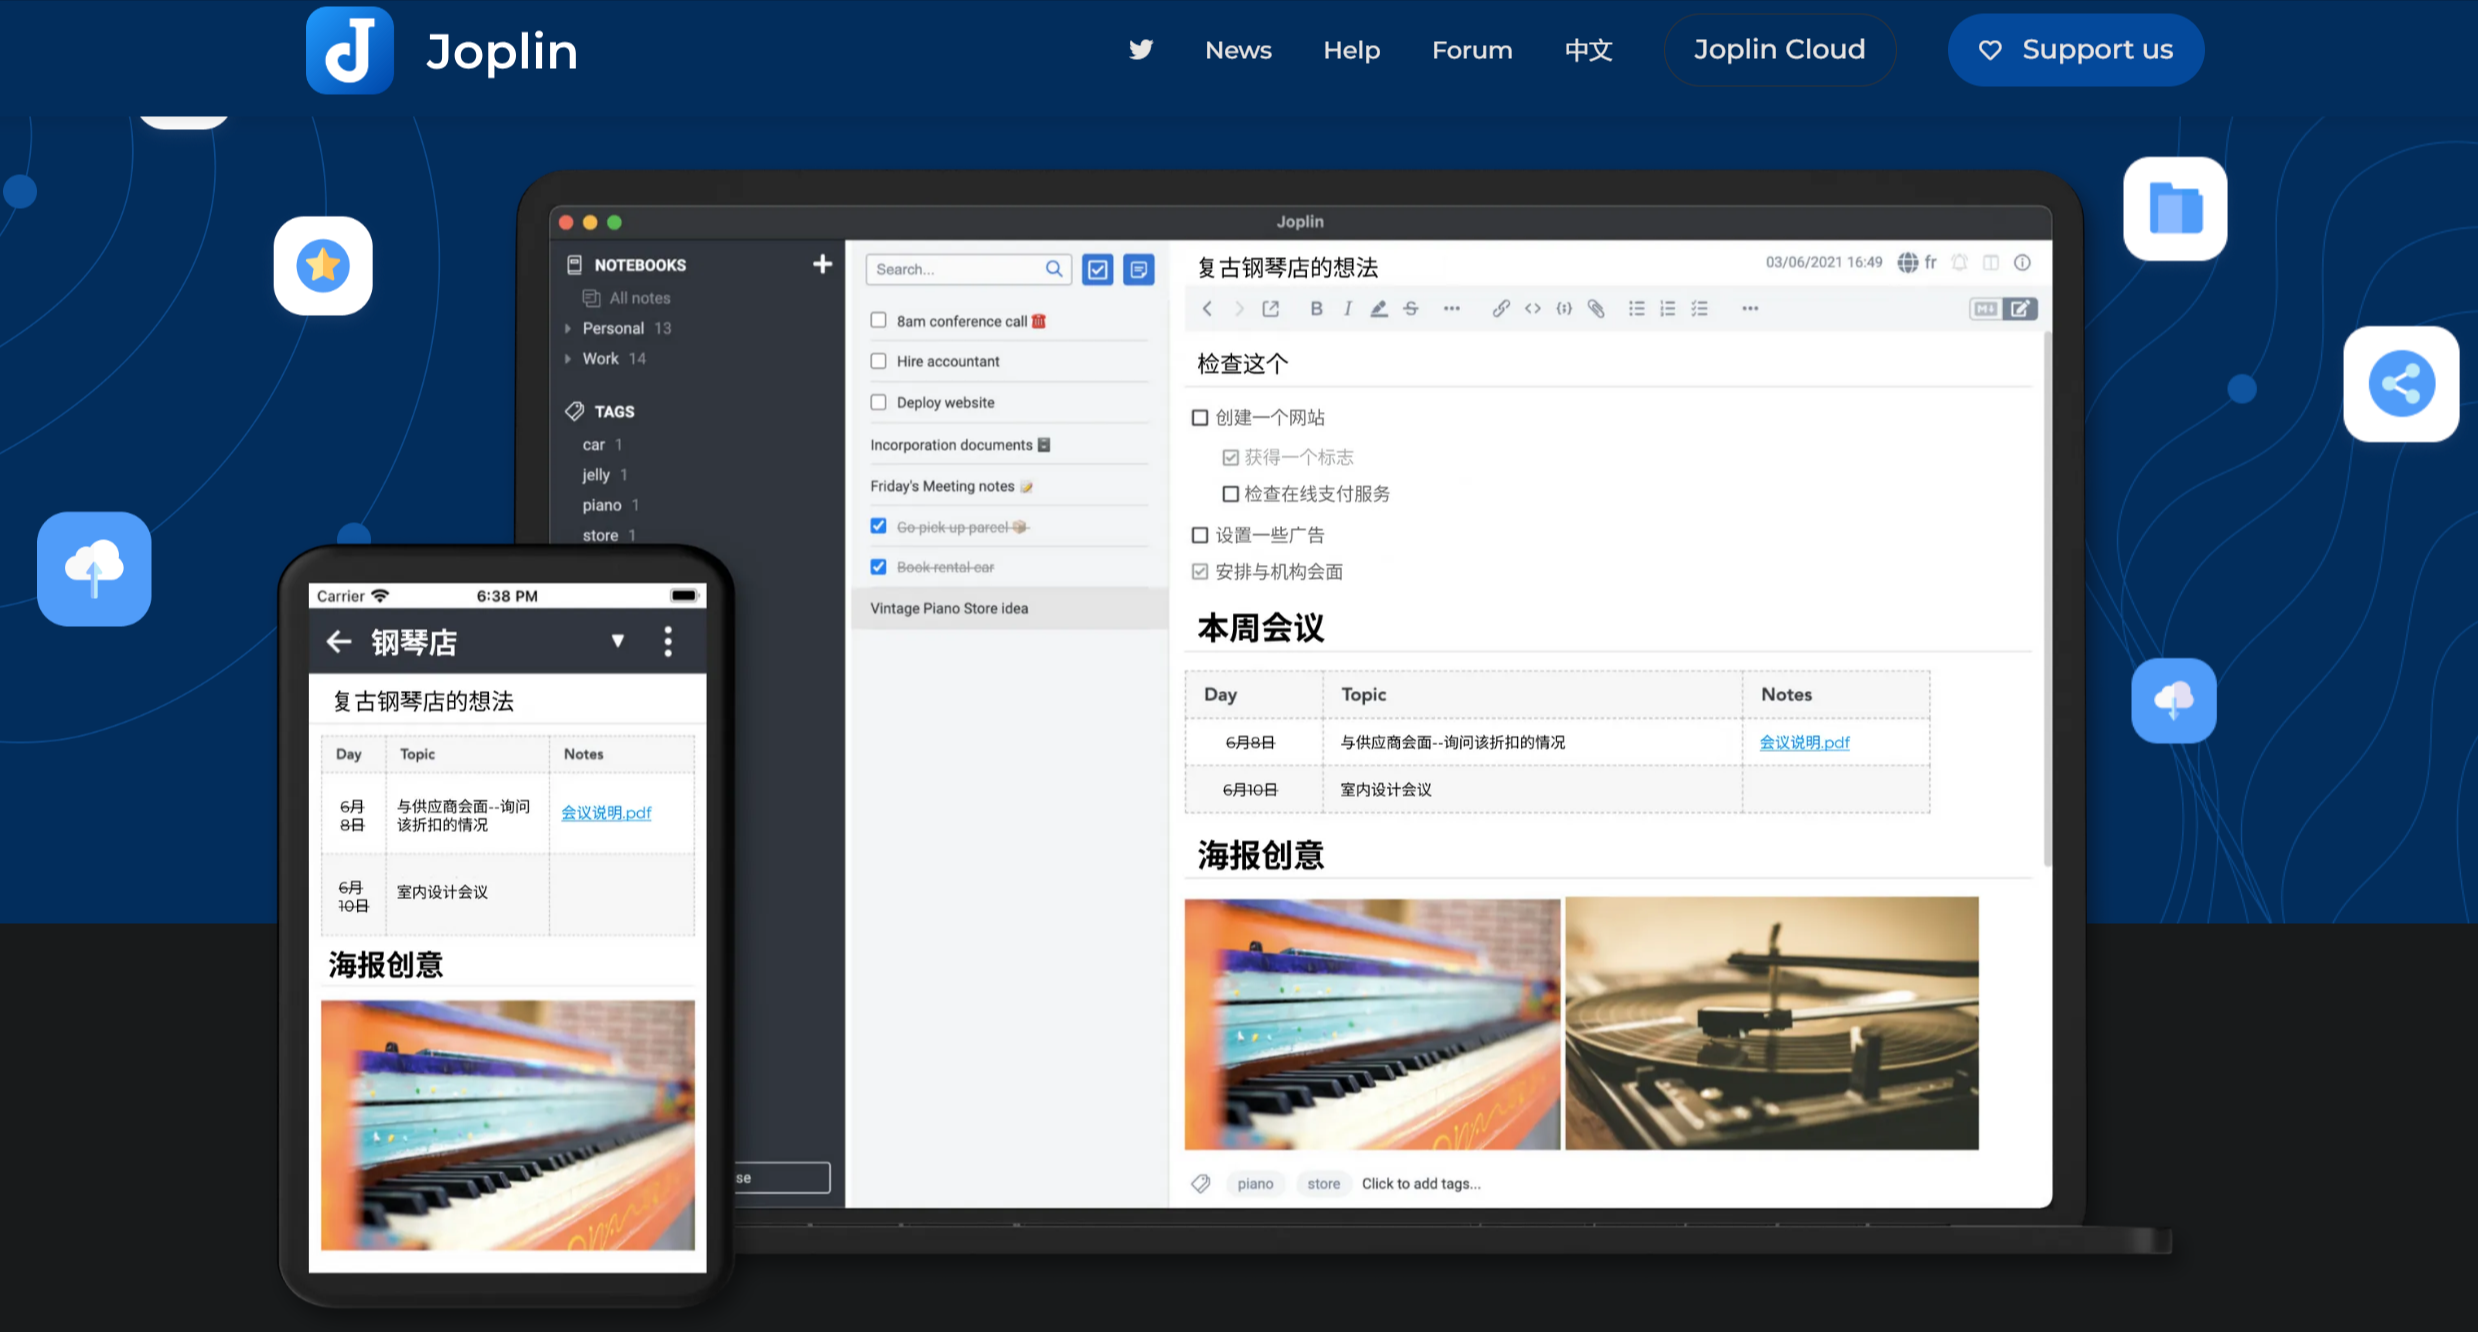 Joplin
News
Help
Forum
中文
Joplin Cloud
Support us
Joplin
NOTEBOOKS
All notes
Personal 13
Work 14
TAGS
car 1
jelly 1
piano 1
store 1
se
Search...
8am conference call
Hire accountant
Deploy website
Incorporation documents
Friday's Meeting notes
Go pick up parcel
Book rental car
Vintage Piano Store idea
复古钢琴店的想法
03/06/2021 16:49
fr
检查这个
创建一个网站
获得一个标志
检查在线支付服务
设置一些广告
安排与机构会面
本周会议
Day Topic Notes
6月8日 与供应商会面--询问该折扣的情况 会议说明.pdf
6月10日 室内设计会议
海报创意
piano store Click to add tags...
Carrier 6:38 PM
钢琴店
复古钢琴店的想法
Day Topic Notes
6月
8日
与供应商会面--询问
该折扣的情况
会议说明.pdf
6月
10日
室内设计会议
海报创意